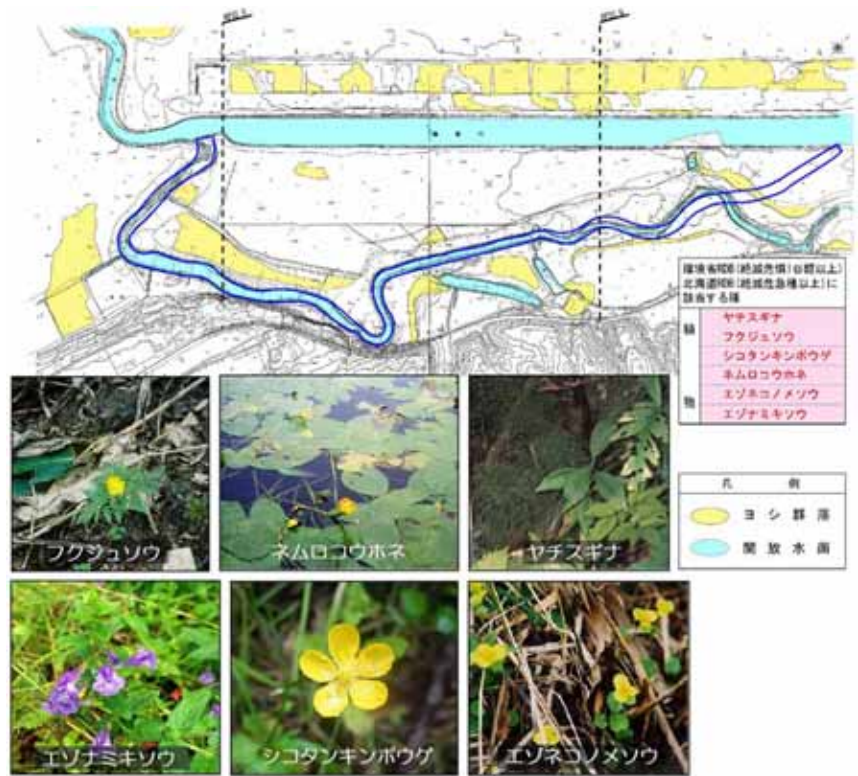 環境省RDB(絶滅危惧Ⅱ類以上)
北海道RDB(絶滅危急種以上)に
該当する種
植物
ヤチスギナ
フクジュソウ
シコタンキンポウゲ
ネムロコウホネ
エゾネコノメソウ
エゾナミキソウ
凡 例
ヨシ群落
開放水面
フクジュソウ
ネムロコウホネ
ヤチスギナ
エゾナミキソウ
シコタンキンポウゲ
エゾネコノメソウ